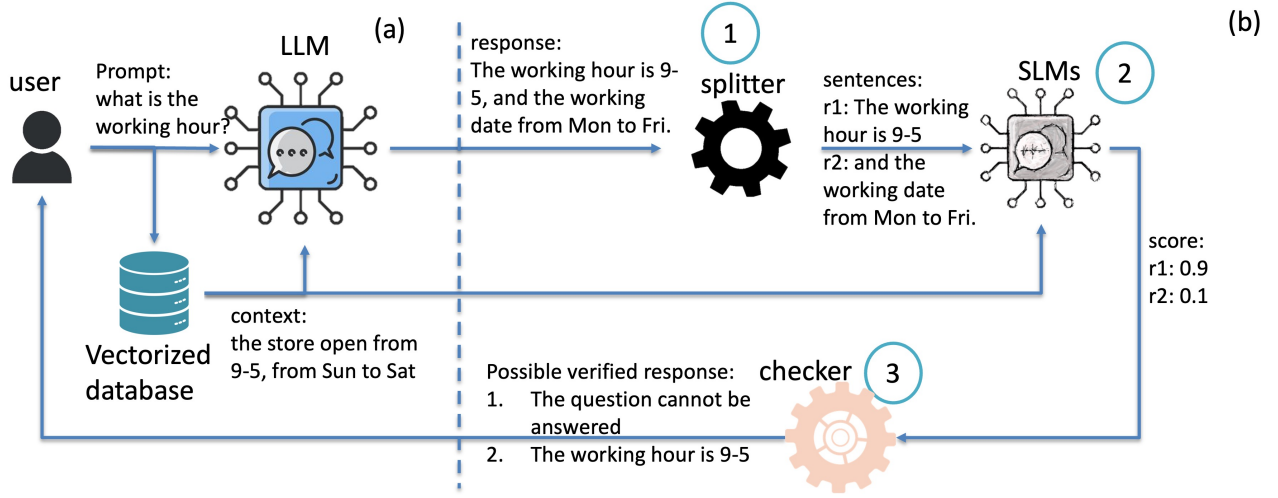 (a)
(b)
user
Prompt:
what is the
working hour?
LLM
response:
The working hour is 9-
5, and the working
date from Mon to Fri.
1
splitter
sentences:
r1: The working
hour is 9-5
r2: and the
working date
from Mon to Fri.
SLMs
2
score:
r1: 0.9
r2: 0.1
Vectorized
database
context:
the store open from
9-5, from Sun to Sat
Possible verified response:
1. The question cannot be
answered
2. The working hour is 9-5
checker
3